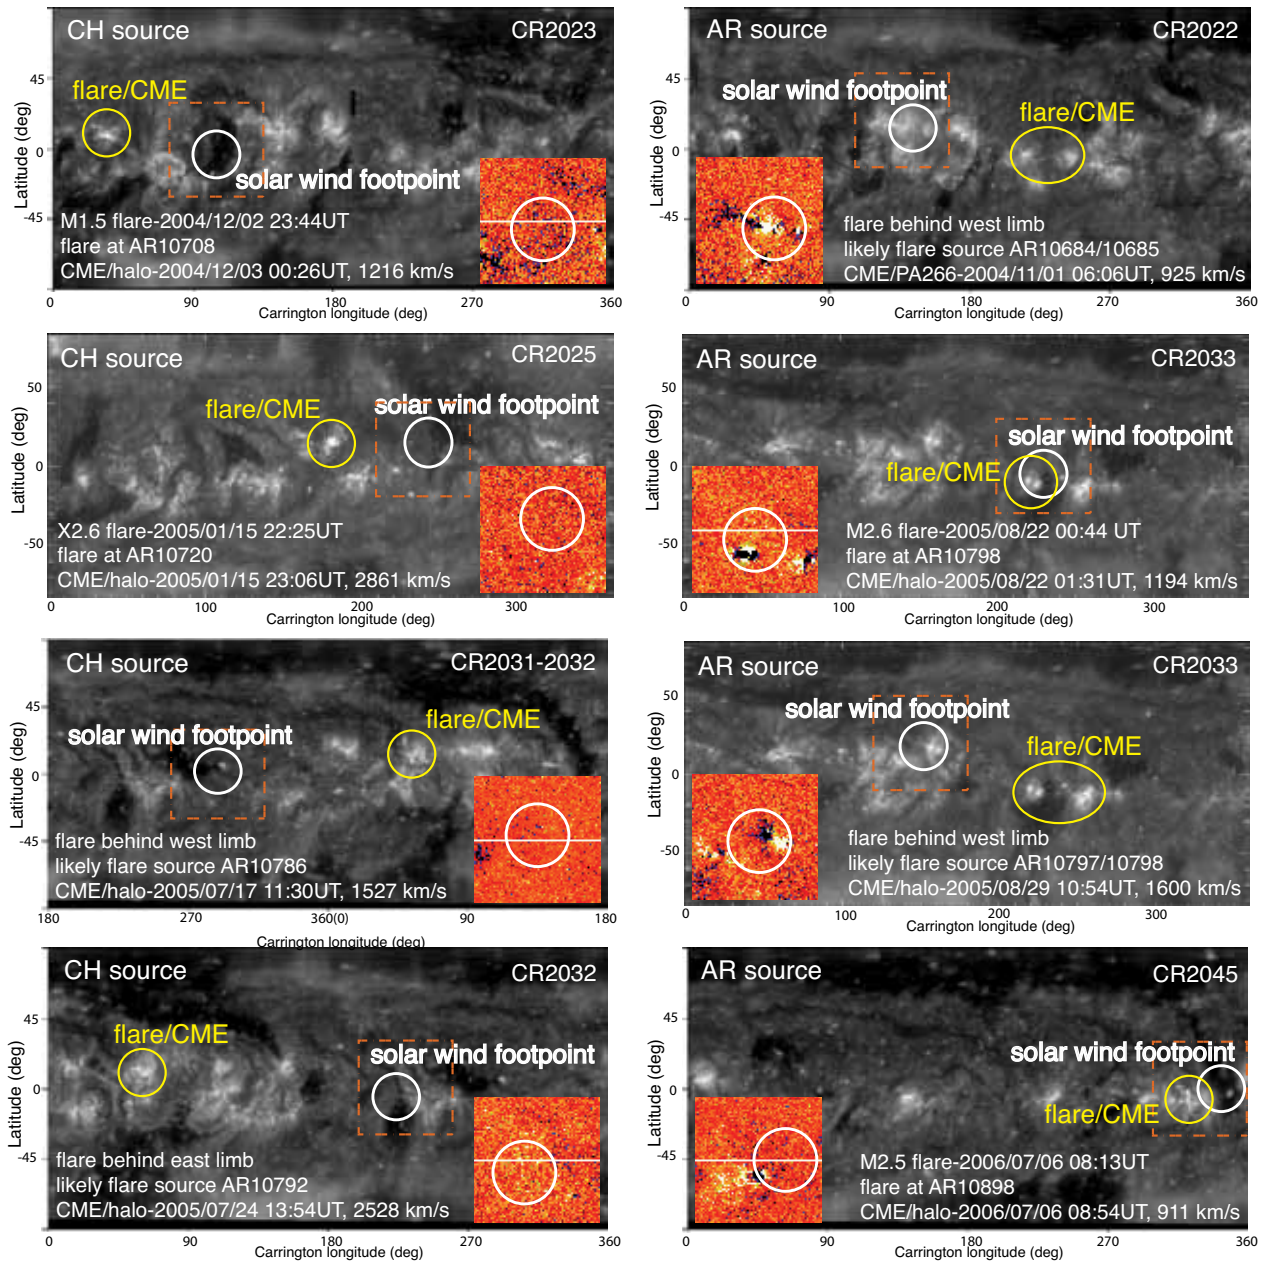 CH source
CR2023
flare/CME
solar wind footpoint
M1.5 flare-2004/12/02 23:44UT
flare at AR10708
CME/halo-2004/12/03 00:26UT, 1216 km/s
Latitude (deg)
45
0
-45
0
90
180
270
360
Carrington longitude (deg)
AR source
CR2022
solar wind footpoint
flare/CME
flare behind west limb
likely flare source AR10684/10685
CME/PA266-2004/11/01 06:06UT, 925 km/s
Latitude (deg)
45
0
-45
0
90
180
270
360
Carrington longitude (deg)
CH source
CR2025
flare/CME
solar wind footpoint
X2.6 flare-2005/01/15 22:25UT
flare at AR10720
CME/halo-2005/01/15 23:06UT, 2861 km/s
Latitude (deg)
50
0
-50
0
100
200
300
Carrington longitude (deg)
AR source
CR2033
solar wind footpoint
flare/CME
M2.6 flare-2005/08/22 00:44 UT
flare at AR10798
CME/halo-2005/08/22 01:31UT, 1194 km/s
Latitude (deg)
50
0
-50
0
100
200
300
Carrington longitude (deg)
CH source
CR2031-2032
flare/CME
solar wind footpoint
flare behind west limb
likely flare source AR10786
CME/halo-2005/07/17 11:30UT, 1527 km/s
Latitude (deg)
45
0
-45
180
270
360(0)
90
180
Carrington longitude (deg)
AR source
CR2033
solar wind footpoint
flare/CME
flare behind west limb
likely flare source AR10797/10798
CME/halo-2005/08/29 10:54UT, 1600 km/s
Latitude (deg)
50
0
-50
0
100
200
300
Carrington longitude (deg)
CH source
CR2032
flare/CME
solar wind footpoint
flare behind east limb
likely flare source AR10792
CME/halo-2005/07/24 13:54UT, 2528 km/s
Latitude (deg)
45
0
-45
0
90
180
270
360
Carrington longitude (deg)
AR source
CR2045
solar wind footpoint
flare/CME
M2.5 flare-2006/07/06 08:13UT
flare at AR10898
CME/halo-2006/07/06 08:54UT, 911 km/s
Latitude (deg)
45
0
-45
0
90
180
270
360
Carrington longitude (deg)